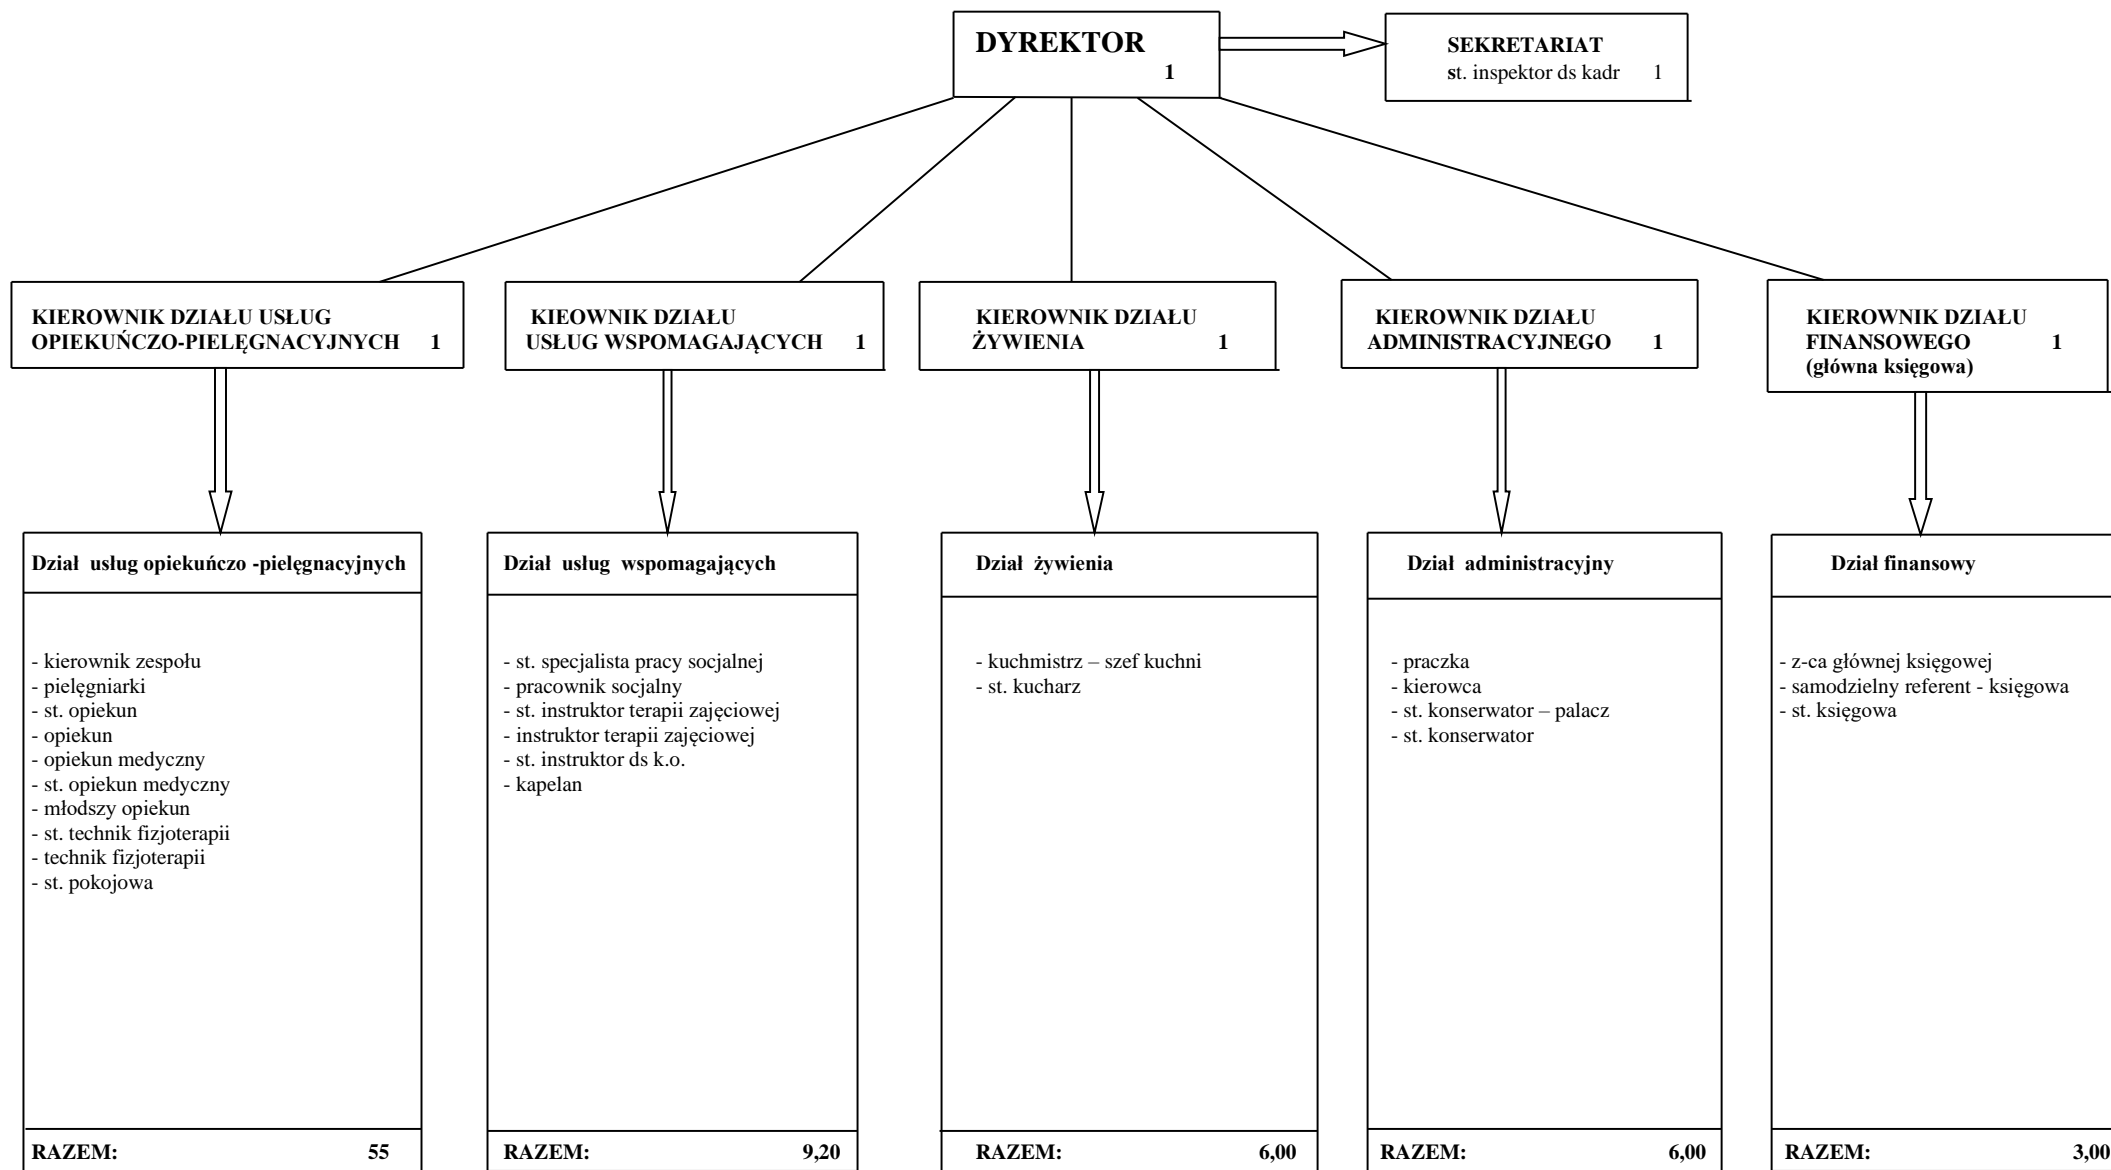 DYREKTOR
1
SEKRETARIAT
st. inspektor ds kadr 1
KIEROWNIK DZIAŁU USŁUG
OPIEKUŃCZO-PIELĘGNACYJNYCH 1
KIEOWNIK DZIAŁU
USŁUG WSPOMAGAJĄCYCH 1
KIEROWNIK DZIAŁU
ŻYWIENIA 1
KIEROWNIK DZIAŁU
ADMINISTRACYJNEGO 1
KIEROWNIK DZIAŁU
FINANSOWEGO 1
(główna księgowa)
Dział usług opiekuńczo -pielęgnacyjnych
- kierownik zespołu
- pielęgniarki
- st. opiekun
- opiekun
- opiekun medyczny
- st. opiekun medyczny
- młodszy opiekun
- st. technik fizjoterapii
- technik fizjoterapii
- st. pokojowa
RAZEM: 55
Dział usług wspomagających
- st. specjalista pracy socjalnej
- pracownik socjalny
- st. instruktor terapii zajęciowej
- instruktor terapii zajęciowej
- st. instruktor ds k.o.
- kapelan
RAZEM: 9,20
Dział żywienia
- kuchmistrz – szef kuchni
- st. kucharz
RAZEM: 6,00
Dział administracyjny
- praczka
- kierowca
- st. konserwator – palacz
- st. konserwator
RAZEM: 6,00
Dział finansowy
- z-ca głównej księgowej
- samodzielny referent - księgowa
- st. księgowa
RAZEM: 3,00